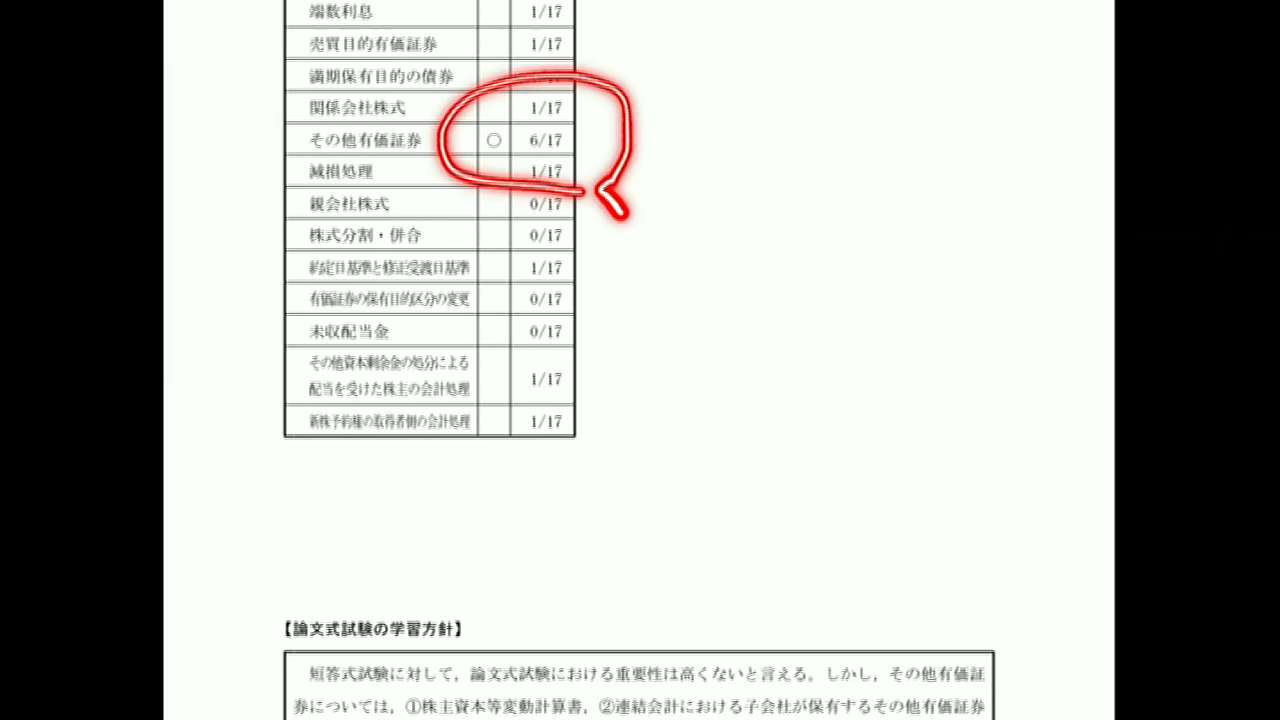 端数利息 1/17
売買目的有価証券 1/17
満期保有目的の債券
関係会社株式 1/17
その他有価証券 ○ 6/17
減損処理 1/17
親会社株式 0/17
株式分割・併合 0/17
約定日基準と修正受渡日基準 1/17
有価証券の保有目的区分の変更 0/17
未収配当金 0/17
その他資本剰余金の処分による
配当を受けた株主の会計処理 1/17
新株予約権の取得者側の会計処理 1/17
【論文式試験の学習方針】
短答式試験に対して，論文式試験における重要性は高くないと言える。しかし，その他有価証
券については，①株主資本等変動計算書，②連結会計における子会社が保有するその他有価証券